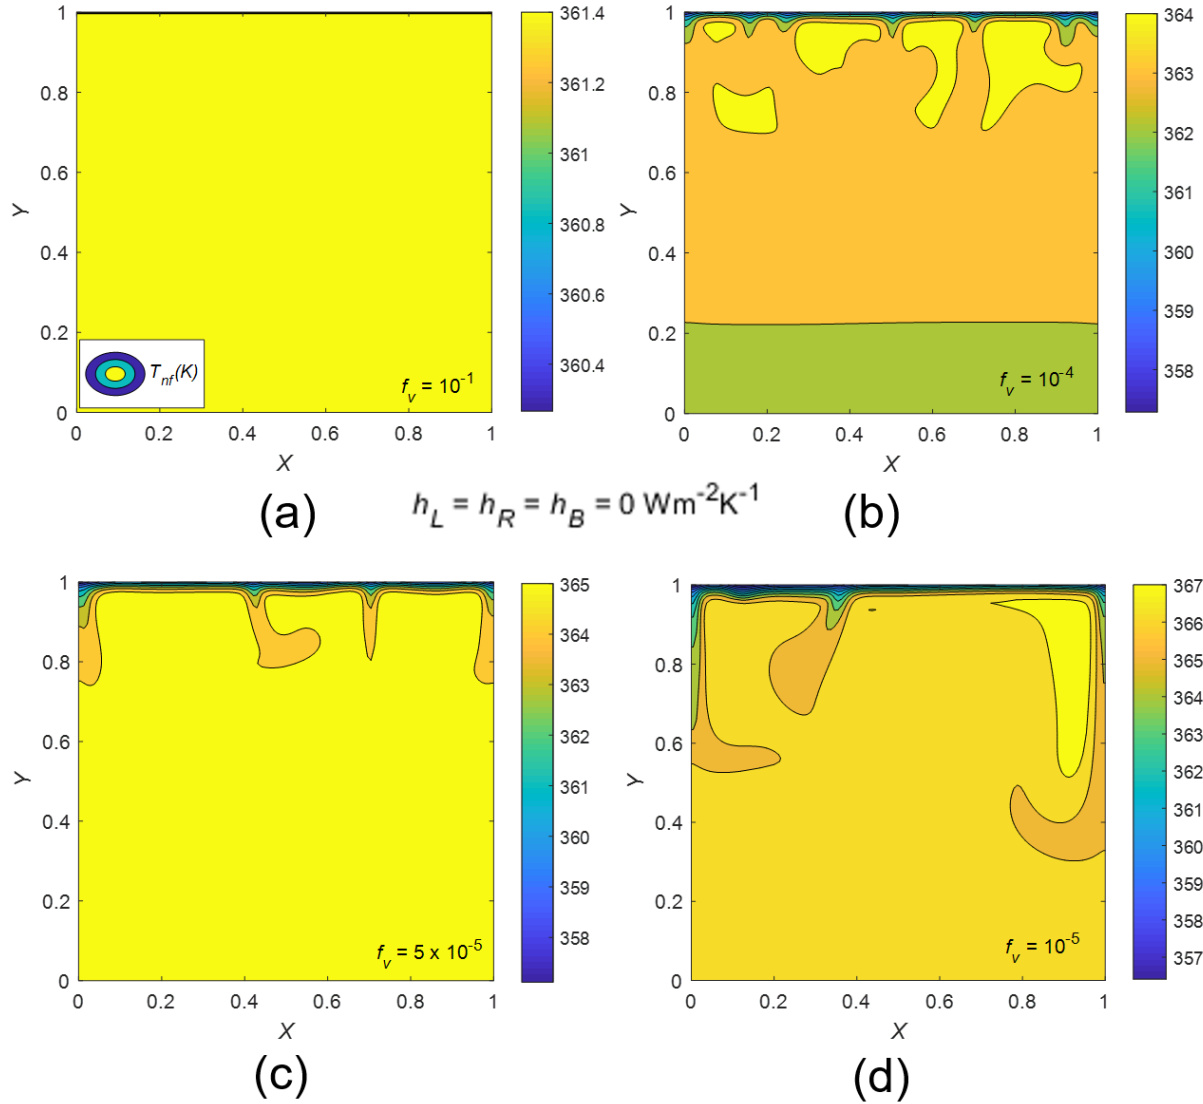 1
0.8
0.6
0.4
0.2
0
Y
0 0.2 0.4 0.6 0.8 1
X
T_nf(K)
f_v = 10^-1
361.4
361.2
361
360.8
360.6
360.4
(a)
1
0.8
0.6
0.4
0.2
0
Y
0 0.2 0.4 0.6 0.8 1
X
f_v = 10^-4
364
363
362
361
360
359
358
(b)
h_L = h_R = h_B = 0 Wm^-2K^-1
1
0.8
0.6
0.4
0.2
0
Y
0 0.2 0.4 0.6 0.8 1
X
f_v = 5 x 10^-5
365
364
363
362
361
360
359
358
(c)
1
0.8
0.6
0.4
0.2
0
Y
0 0.2 0.4 0.6 0.8 1
X
f_v = 10^-5
367
366
365
364
363
362
361
360
359
358
357
(d)